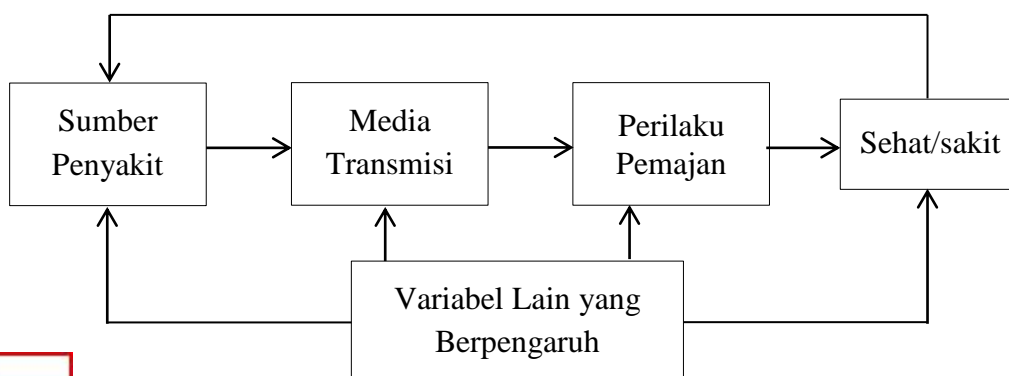 Sumber
Penyakit
Media
Transmisi
Perilaku
Pemajan
Sehat/sakit
Variabel Lain yang
Berpengaruh